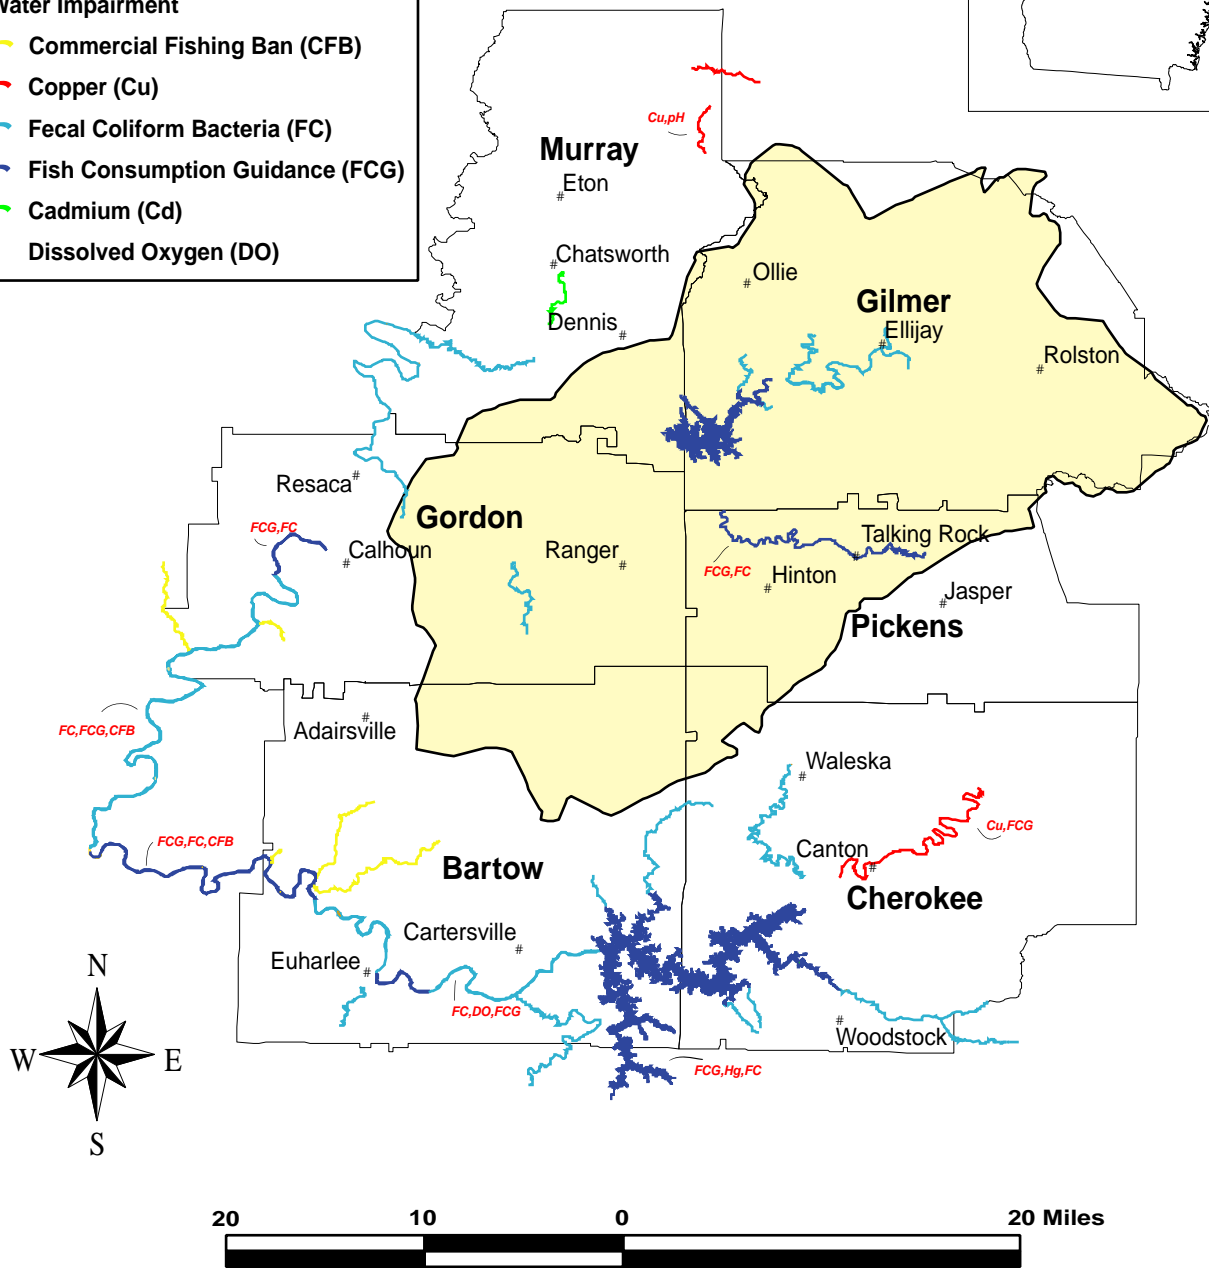 Water Impairment
Commercial Fishing Ban (CFB)
Copper (Cu)
Fecal Coliform Bacteria (FC)
Fish Consumption Guidance (FCG)
Cadmium (Cd)
Dissolved Oxygen (DO)
Cu,pH
Murray
# Eton
# Chatsworth
# Ollie
Gilmer
# Ellijay
Dennis #
# Rolston
Resaca #
Gordon
FCG,FC
# Calhoun
Ranger #
# Talking Rock
FCG,FC
# Hinton
# Jasper
Pickens
FC,FCG,CFB
Adairsville #
# Waleska
FCG,FC,CFB
Cu,FCG
Canton #
Bartow
Cherokee
Cartersville #
Euharlee #
FC,DO,FCG
# Woodstock
FCG,Hg,FC
N
W E
S
20 10 0 20 Miles